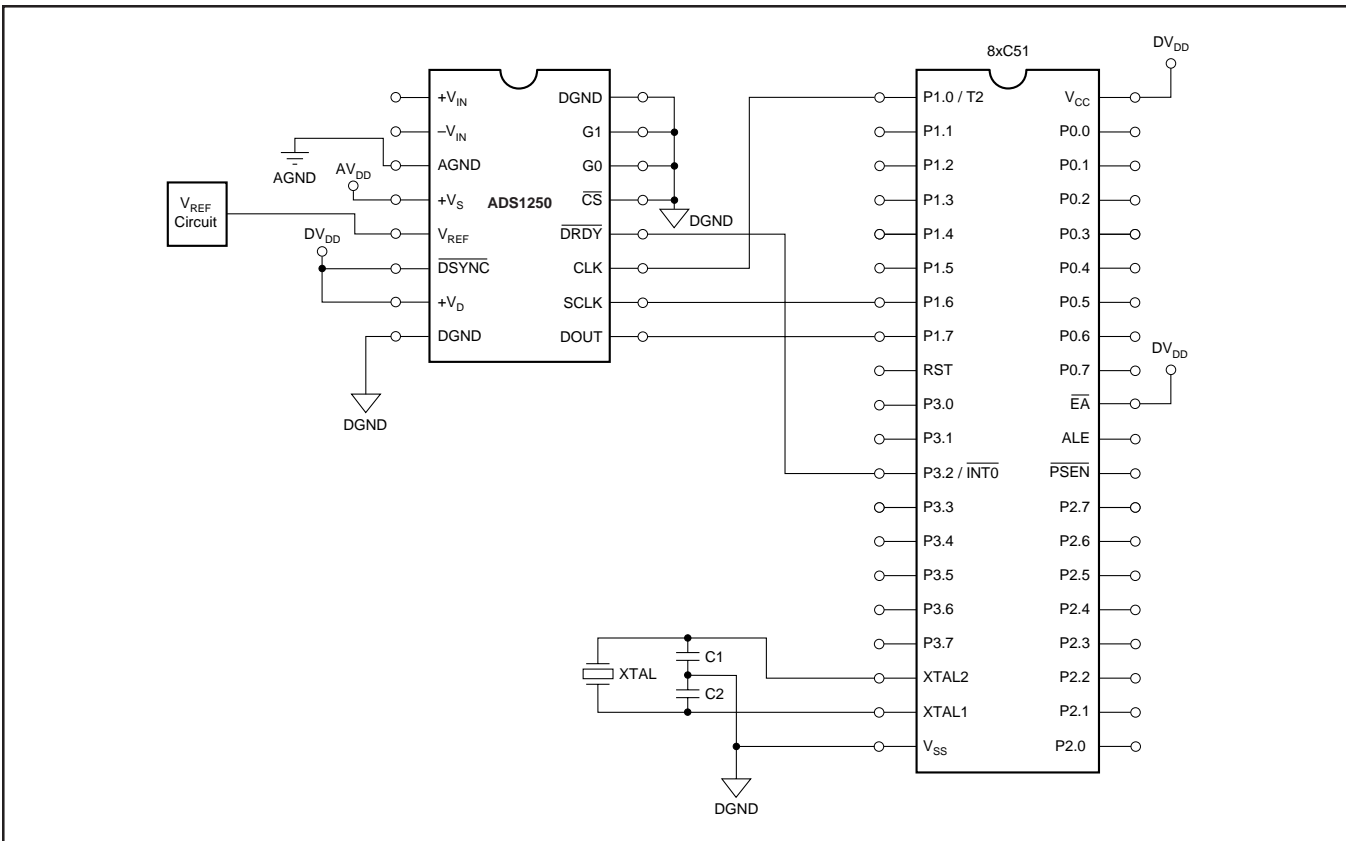 8xC51
DV_DD
ADS1250
+V_IN
–V_IN
AGND
+V_S
V_REF
DSYNC
+V_D
DGND
DGND
G1
G0
CS
DRDY
CLK
SCLK
DOUT
AGND
AV_DD
V_REF
Circuit
DV_DD
DGND
DGND
P1.0 / T2
P1.1
P1.2
P1.3
P1.4
P1.5
P1.6
P1.7
RST
P3.0
P3.1
P3.2 / INT0
P3.3
P3.4
P3.5
P3.6
P3.7
XTAL2
XTAL1
V_SS
V_CC
P0.0
P0.1
P0.2
P0.3
P0.4
P0.5
P0.6
P0.7
EA
ALE
PSEN
P2.7
P2.6
P2.5
P2.4
P2.3
P2.2
P2.1
P2.0
DV_DD
XTAL
C1
C2
DGND